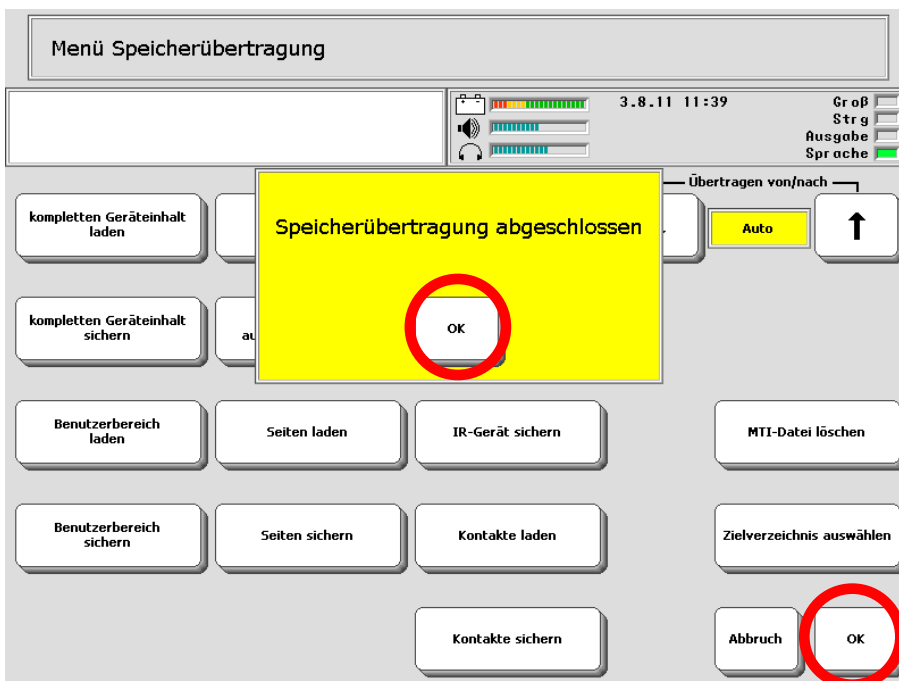 Menü Speicherübertragung
3.8.11 11:39
Groß
Strg
Ausgabe
Sprache
Übertragen von/nach
kompletten Geräteinhalt
laden
Speicherübertragung abgeschlossen
Auto
↑
kompletten Geräteinhalt
sichern
au
OK
Benutzerbereich
laden
Seiten laden
IR-Gerät sichern
MTI-Datei löschen
Benutzerbereich
sichern
Seiten sichern
Kontakte laden
Zielverzeichnis auswählen
Kontakte sichern
Abbruch
OK